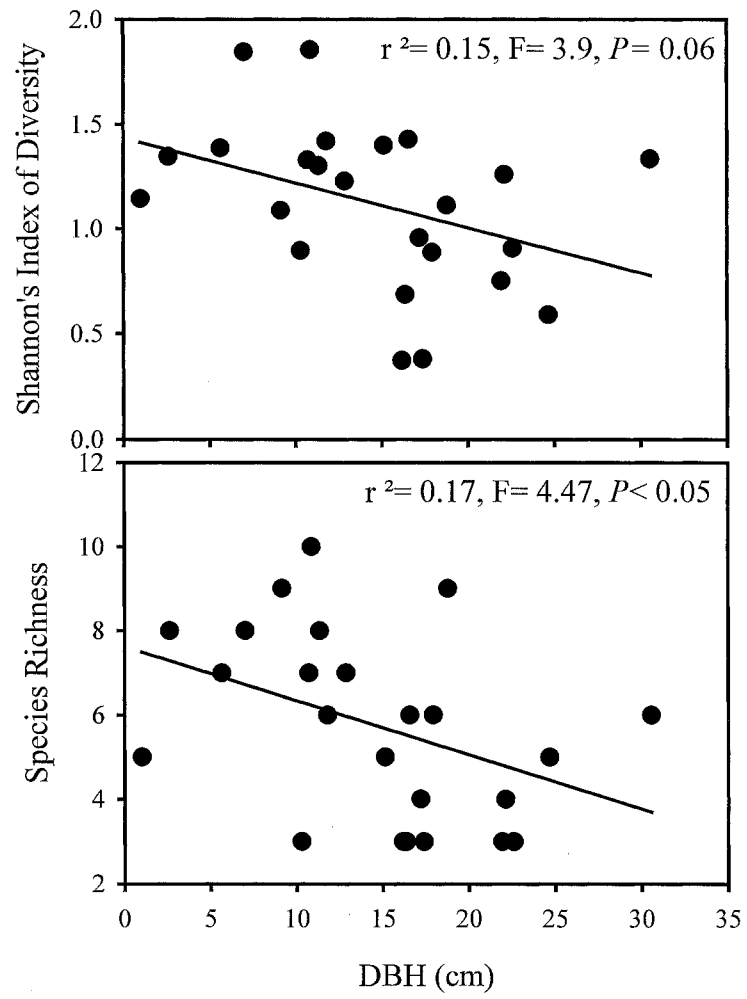 2.0
r ²= 0.15, F= 3.9, P= 0.06
1.5
1.0
0.5
0.0
Shannon's Index of Diversity
12
r ²= 0.17, F= 4.47, P< 0.05
10
8
6
4
2
Species Richness
0 5 10 15 20 25 30 35
DBH (cm)